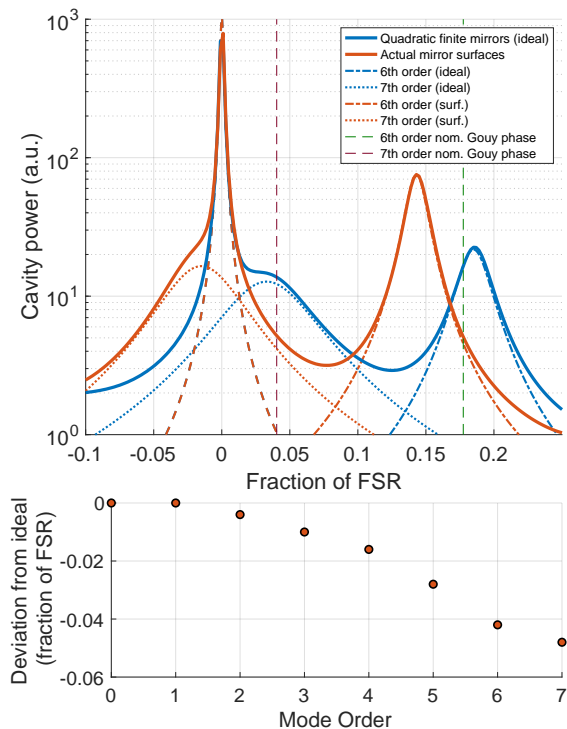 10^3
10^2
10^1
10^0
Cavity power (a.u.)
Quadratic finite mirrors (ideal)
Actual mirror surfaces
6th order (ideal)
7th order (ideal)
6th order (surf.)
7th order (surf.)
6th order nom. Gouy phase
7th order nom. Gouy phase
-0.1 -0.05 0 0.05 0.1 0.15 0.2
Fraction of FSR
0
-0.02
-0.04
-0.06
Deviation from ideal
(fraction of FSR)
0 1 2 3 4 5 6 7
Mode Order